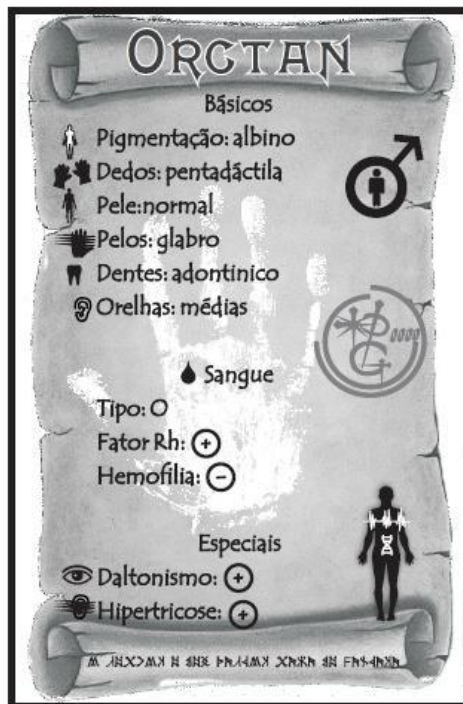 ORCTAN
Básicos
Pigmentação: albino
Dedos: pentadáctila
Pele:normal
Pelos: glabro
Dentes: adontinico
Orelhas: médias
Sangue
Tipo: O
Fator Rh: +
Hemofilia: −
Especiais
Daltonismo: +
Hipertricose: +